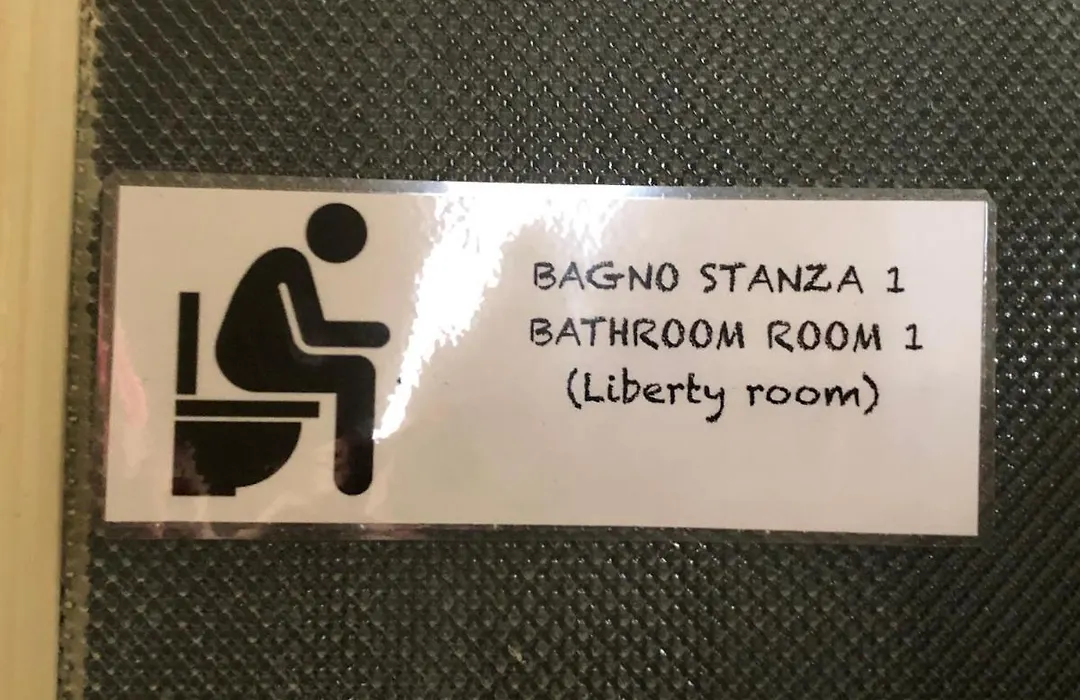 BAGNO STANZA 1
BATHROOM ROOM 1
(Liberty room)